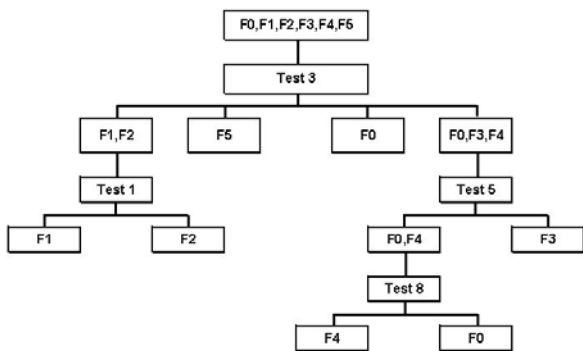 F0,F1,F2,F3,F4,F5
Test 3
F1,F2
F5
F0
F0,F3,F4
Test 1
Test 5
F1
F2
F0,F4
F3
Test 8
F4
F0